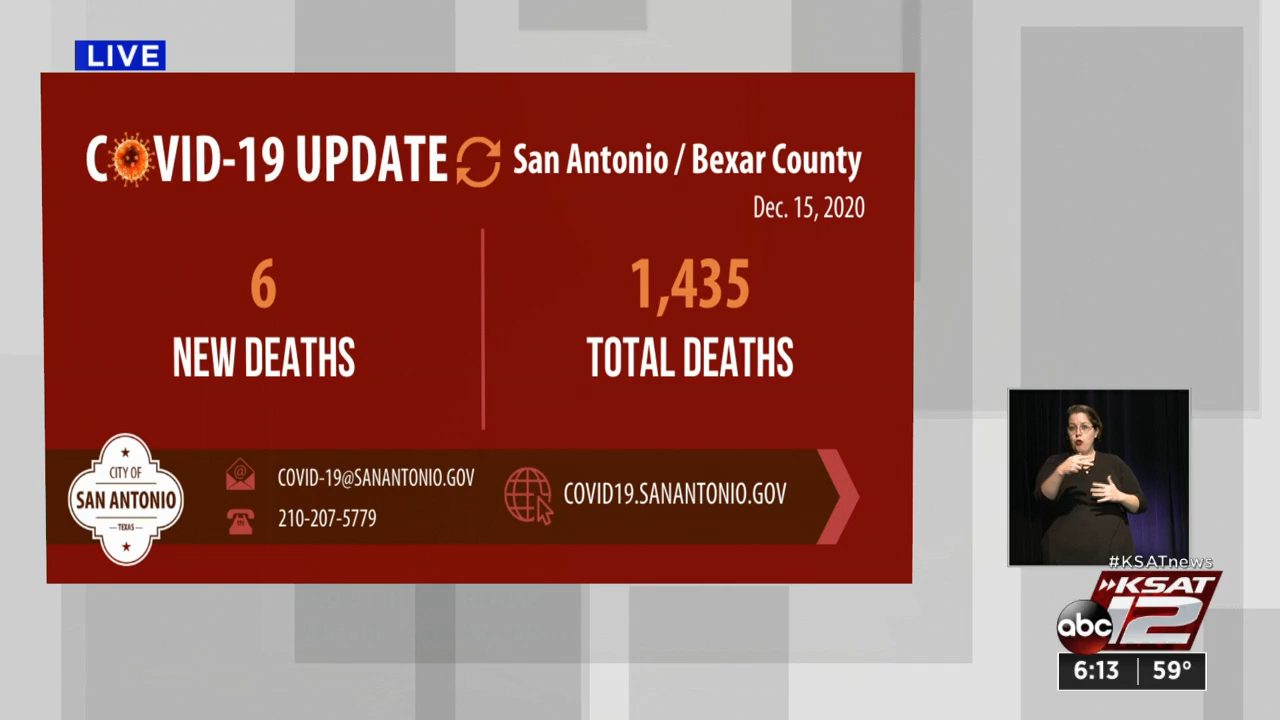 LIVE
COVID-19 UPDATE
San Antonio / Bexar County
Dec. 15, 2020
6
NEW DEATHS
1,435
TOTAL DEATHS
CITY OF
SAN ANTONIO
TEXAS
COVID-19@SANANTONIO.GOV
210-207-5779
COVID19.SANANTONIO.GOV
#KSATnews
KSAT
abc 12
6:13 59°